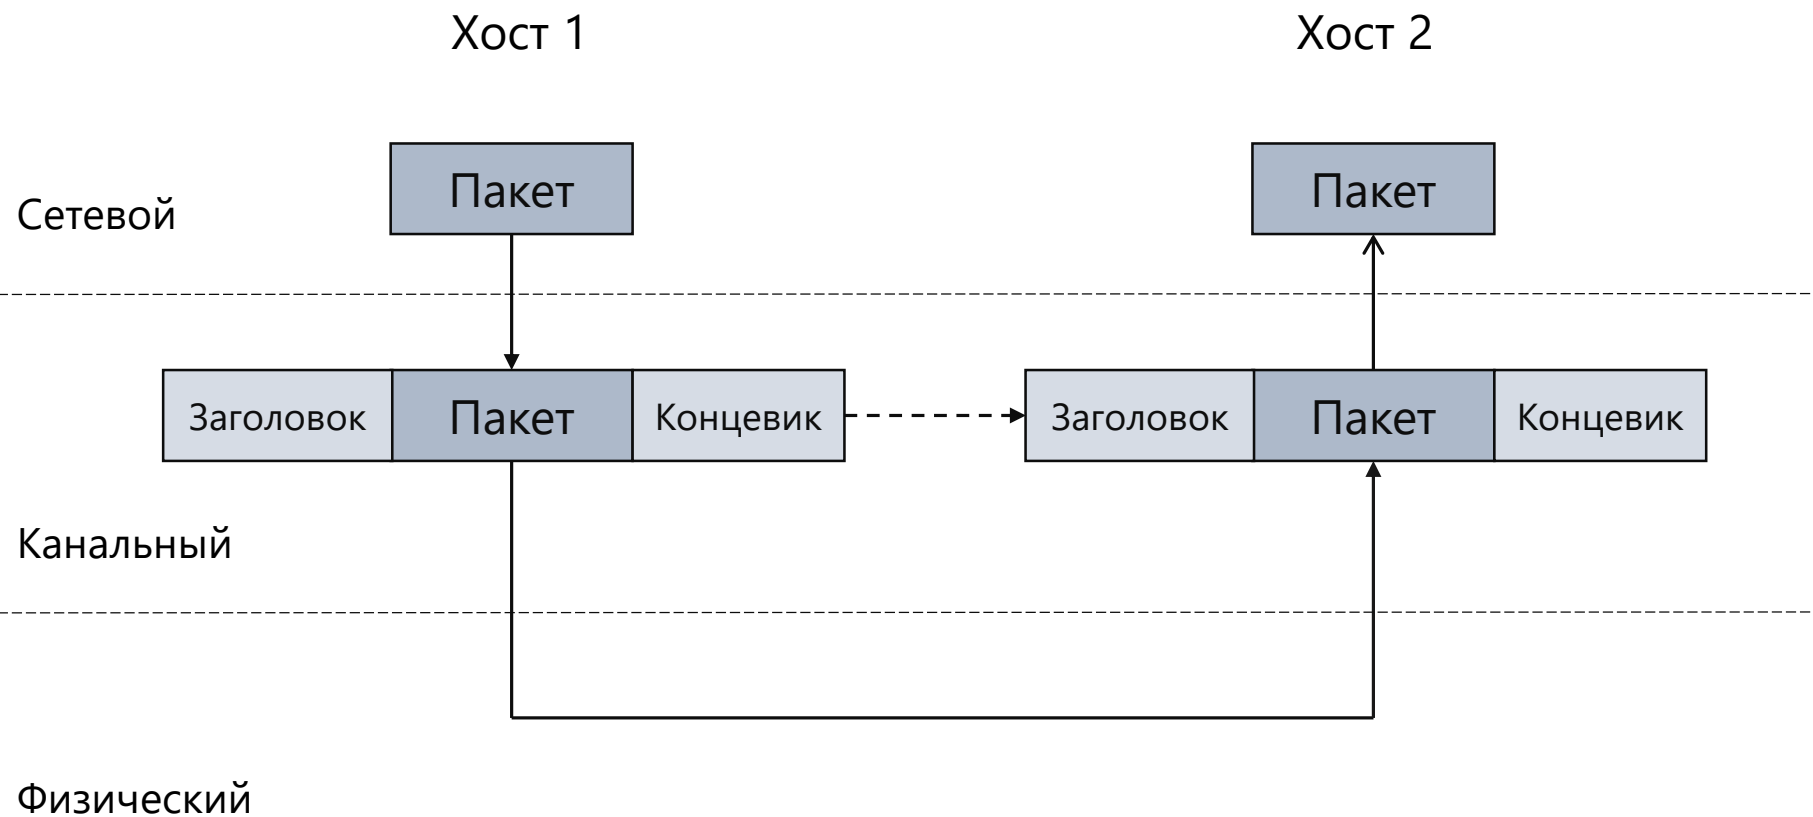 Хост 1
Хост 2
Сетевой
Пакет
Пакет
Заголовок
Пакет
Концевик
Заголовок
Пакет
Концевик
Канальный
Физический